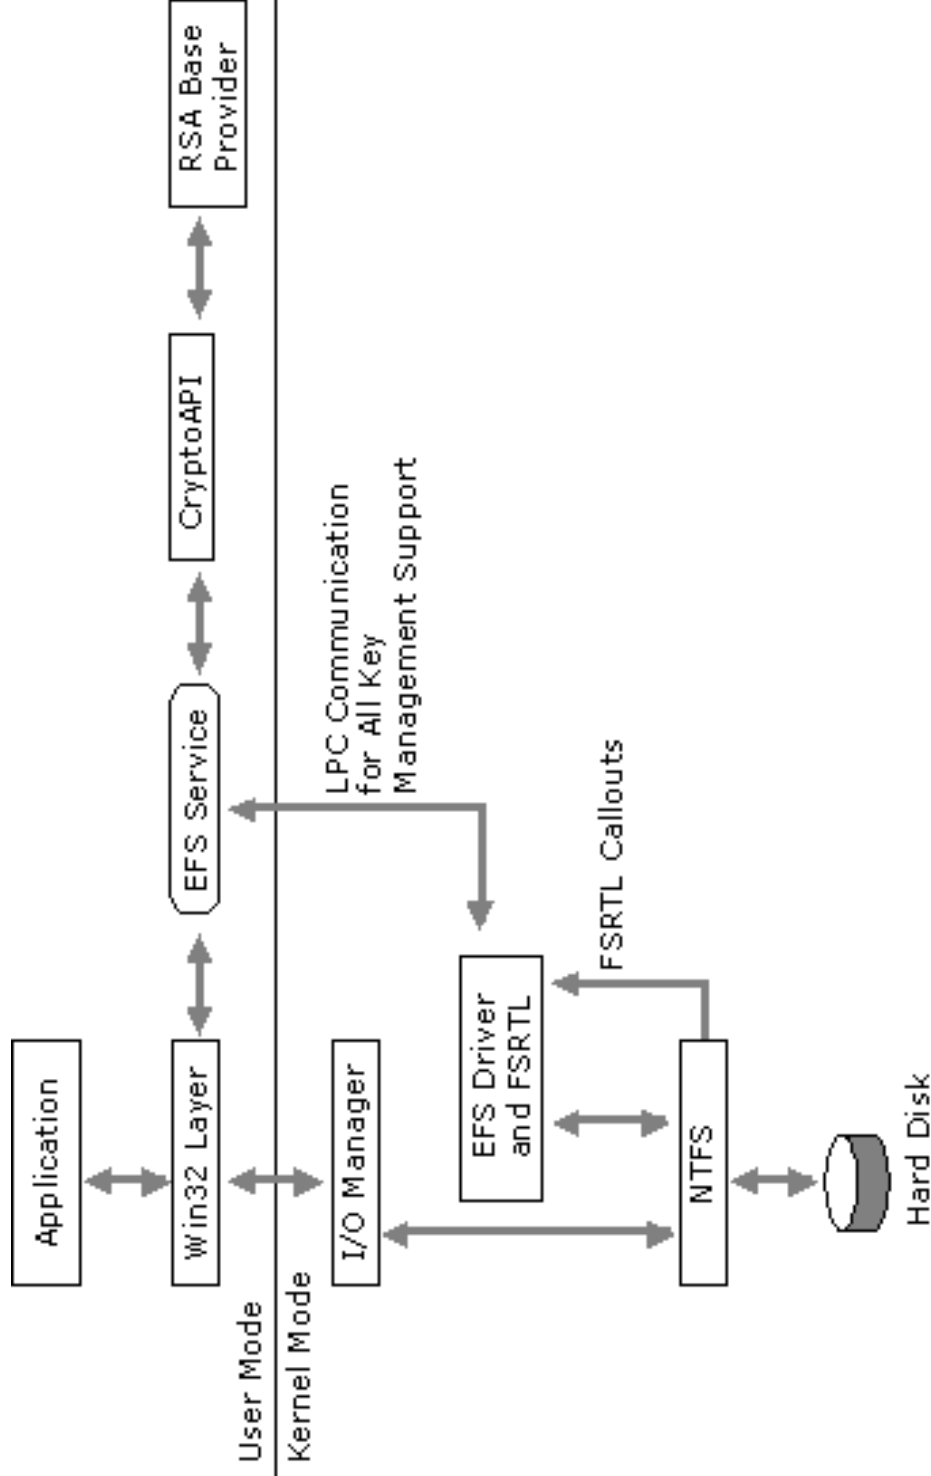 Application
Win32 Layer
EFS Service
CryptoAPI
RSA Base
Provider
User Mode
Kernel Mode
I/O Manager
LPC Communication
for All Key
Management Support
EFS Driver
and FSRTL
FSRTL Callouts
NTFS
Hard Disk